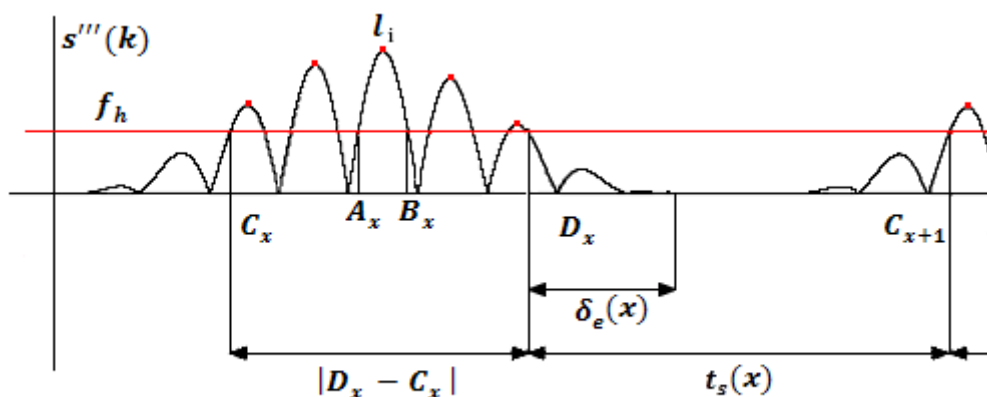 s'''(k)
l_i
f_h
C_x
A_x
B_x
D_x
C_{x+1}
δ_e(x)
|D_x − C_x|
t_s(x)